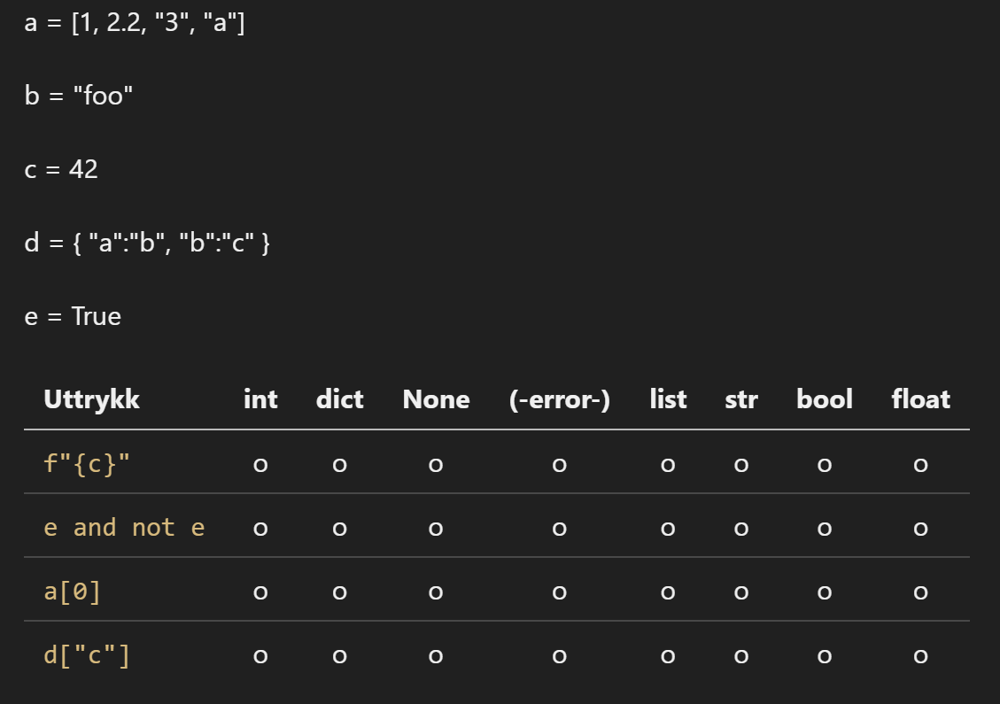 a = [1, 2.2, "3", "a"]
b = "foo"
c = 42
d = { "a":"b", "b":"c" }
e = True
Uttrykk int dict None (-error-) list str bool float
f"{c}" o o o o o o o o
e and not e o o o o o o o o
a[0] o o o o o o o o
d["c"] o o o o o o o o